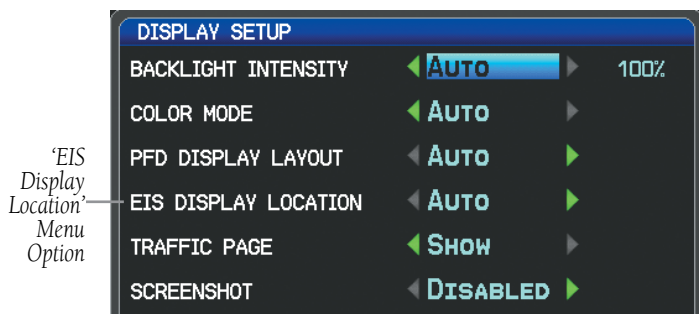 DISPLAY SETUP
BACKLIGHT INTENSITY AUTO 100%
COLOR MODE AUTO
PFD DISPLAY LAYOUT AUTO
EIS DISPLAY LOCATION AUTO
TRAFFIC PAGE SHOW
SCREENSHOT DISABLED
‘EIS
Display
Location’
Menu
Option